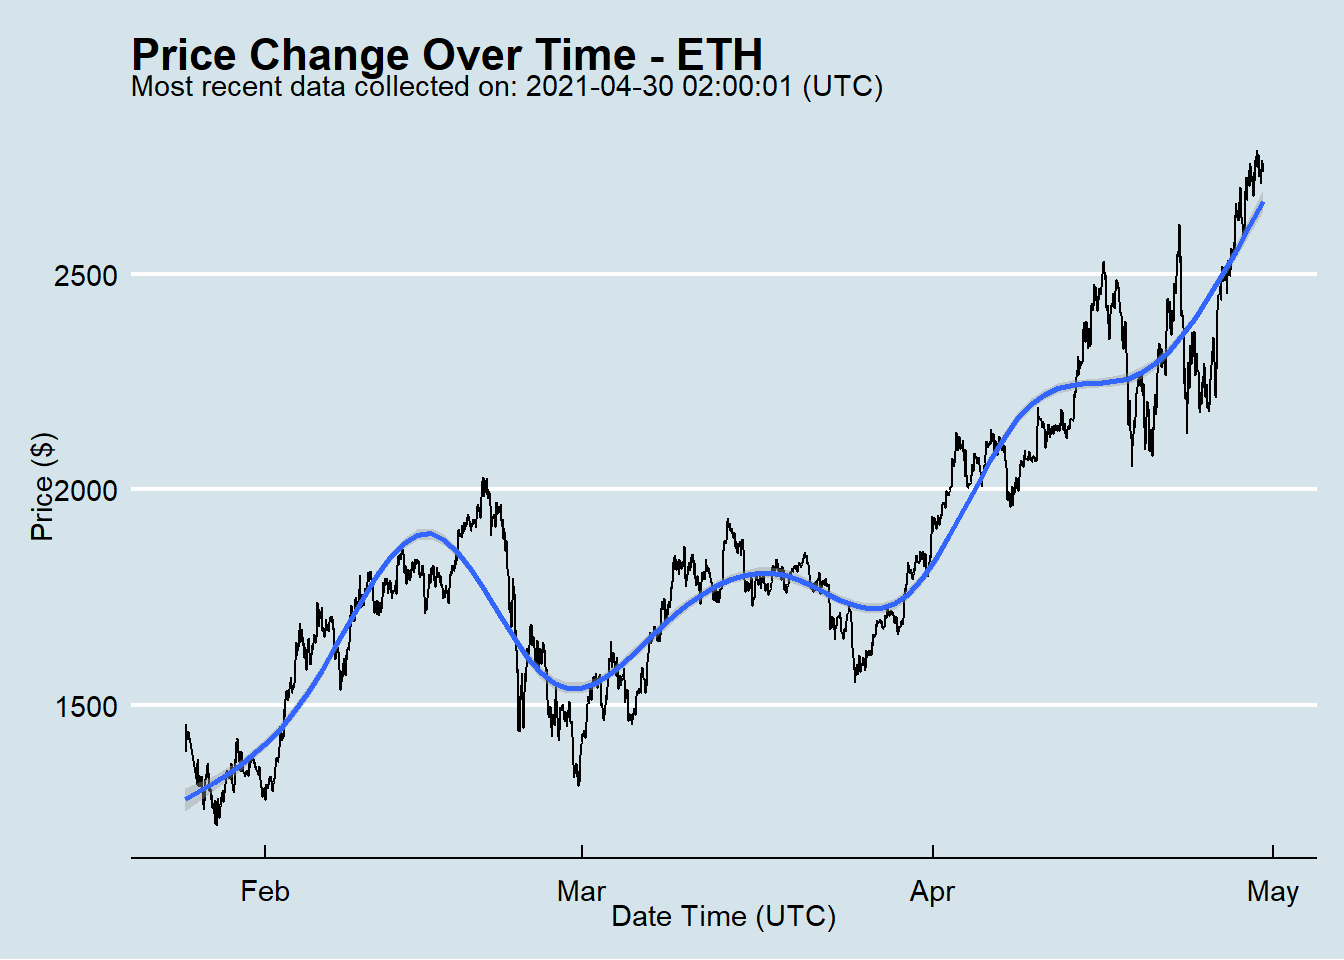 Price Change Over Time - ETH
Most recent data collected on: 2021-04-30 02:00:01 (UTC)
Price ($)
2500
2000
1500
Feb Mar Apr May
Date Time (UTC)